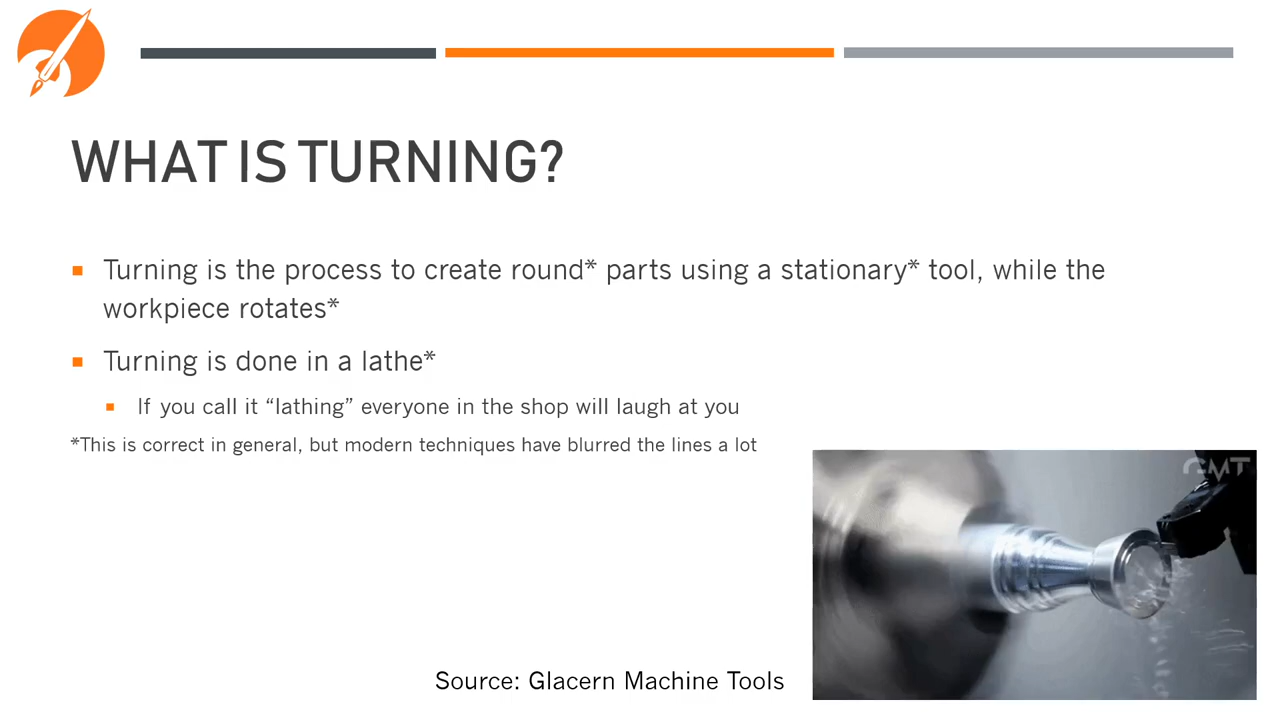 WHAT IS TURNING?
Turning is the process to create round* parts using a stationary* tool, while the
workpiece rotates*
Turning is done in a lathe*
If you call it “lathing” everyone in the shop will laugh at you
*This is correct in general, but modern techniques have blurred the lines a lot
GMT
Source: Glacern Machine Tools